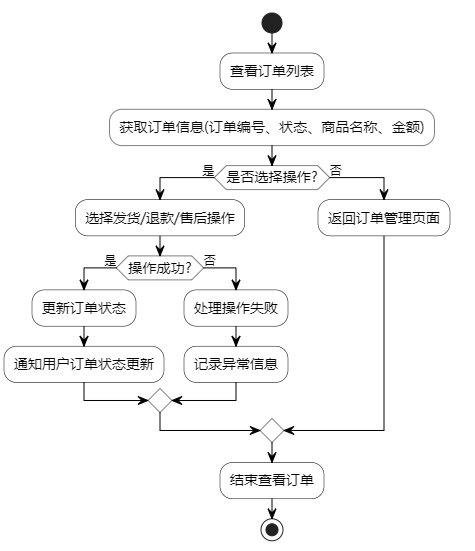 查看订单列表
获取订单信息(订单编号、状态、商品名称、金额)
是
是否选择操作?
否
选择发货/退款/售后操作
返回订单管理页面
是
操作成功?
否
更新订单状态
处理操作失败
通知用户订单状态更新
记录异常信息
结束查看订单